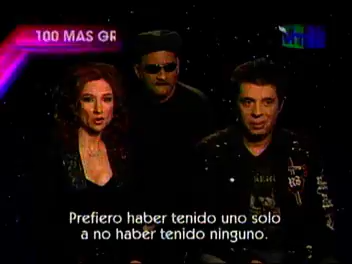 100 MAS GR
Prefiero haber tenido uno solo
a no haber tenido ninguno.